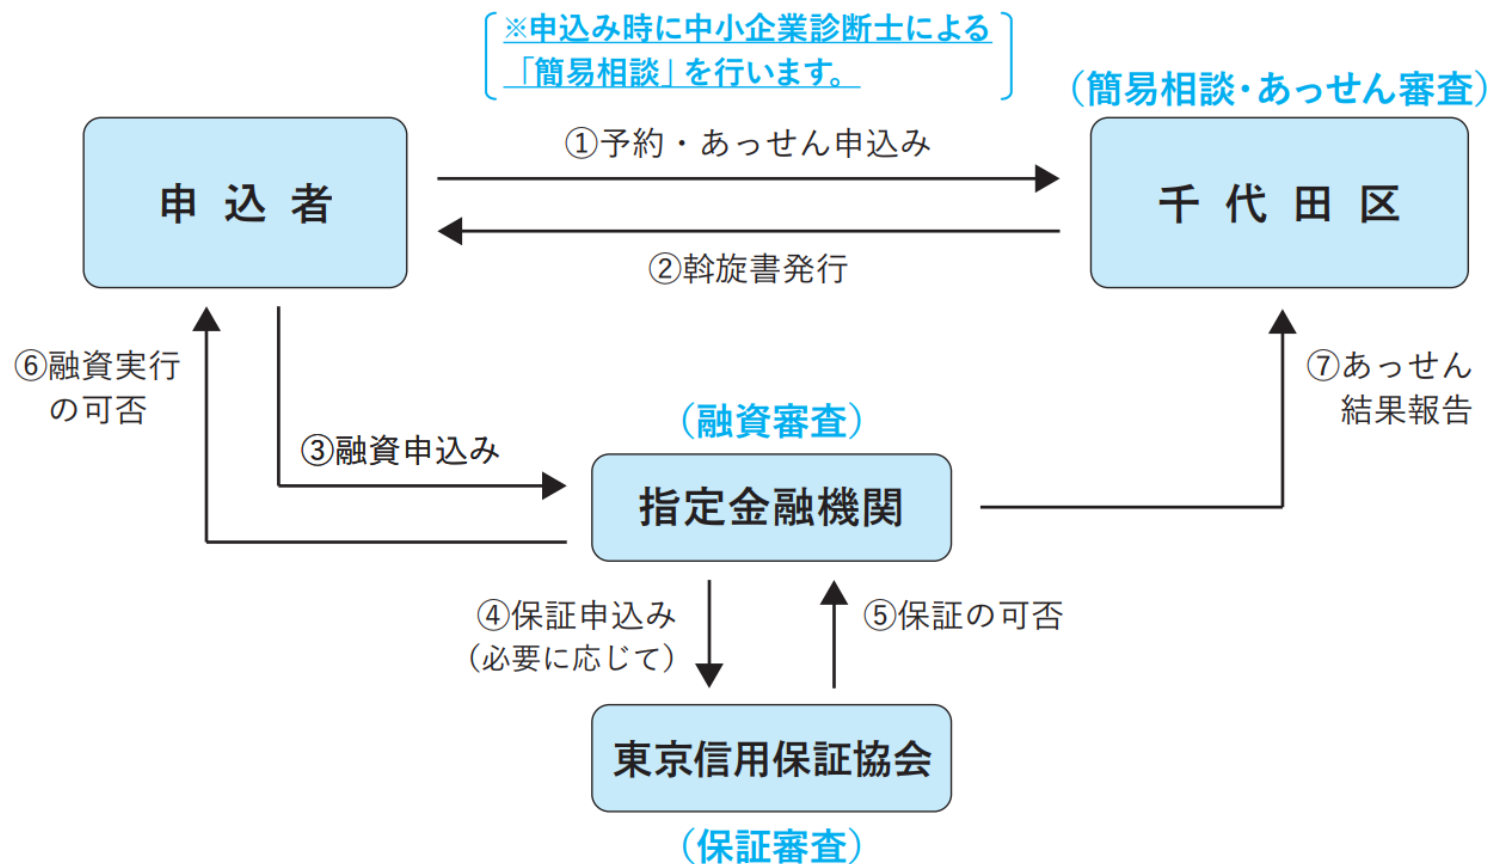 ※申込み時に中小企業診断士による
「簡易相談」を行います。
（簡易相談・あっせん審査）
申込者
①予約・あっせん申込み
千代田区
②斡旋書発行
⑥融資実行
の可否
⑦あっせん
結果報告
③融資申込み
（融資審査）
指定金融機関
④保証申込み
（必要に応じて）
⑤保証の可否
東京信用保証協会
（保証審査）